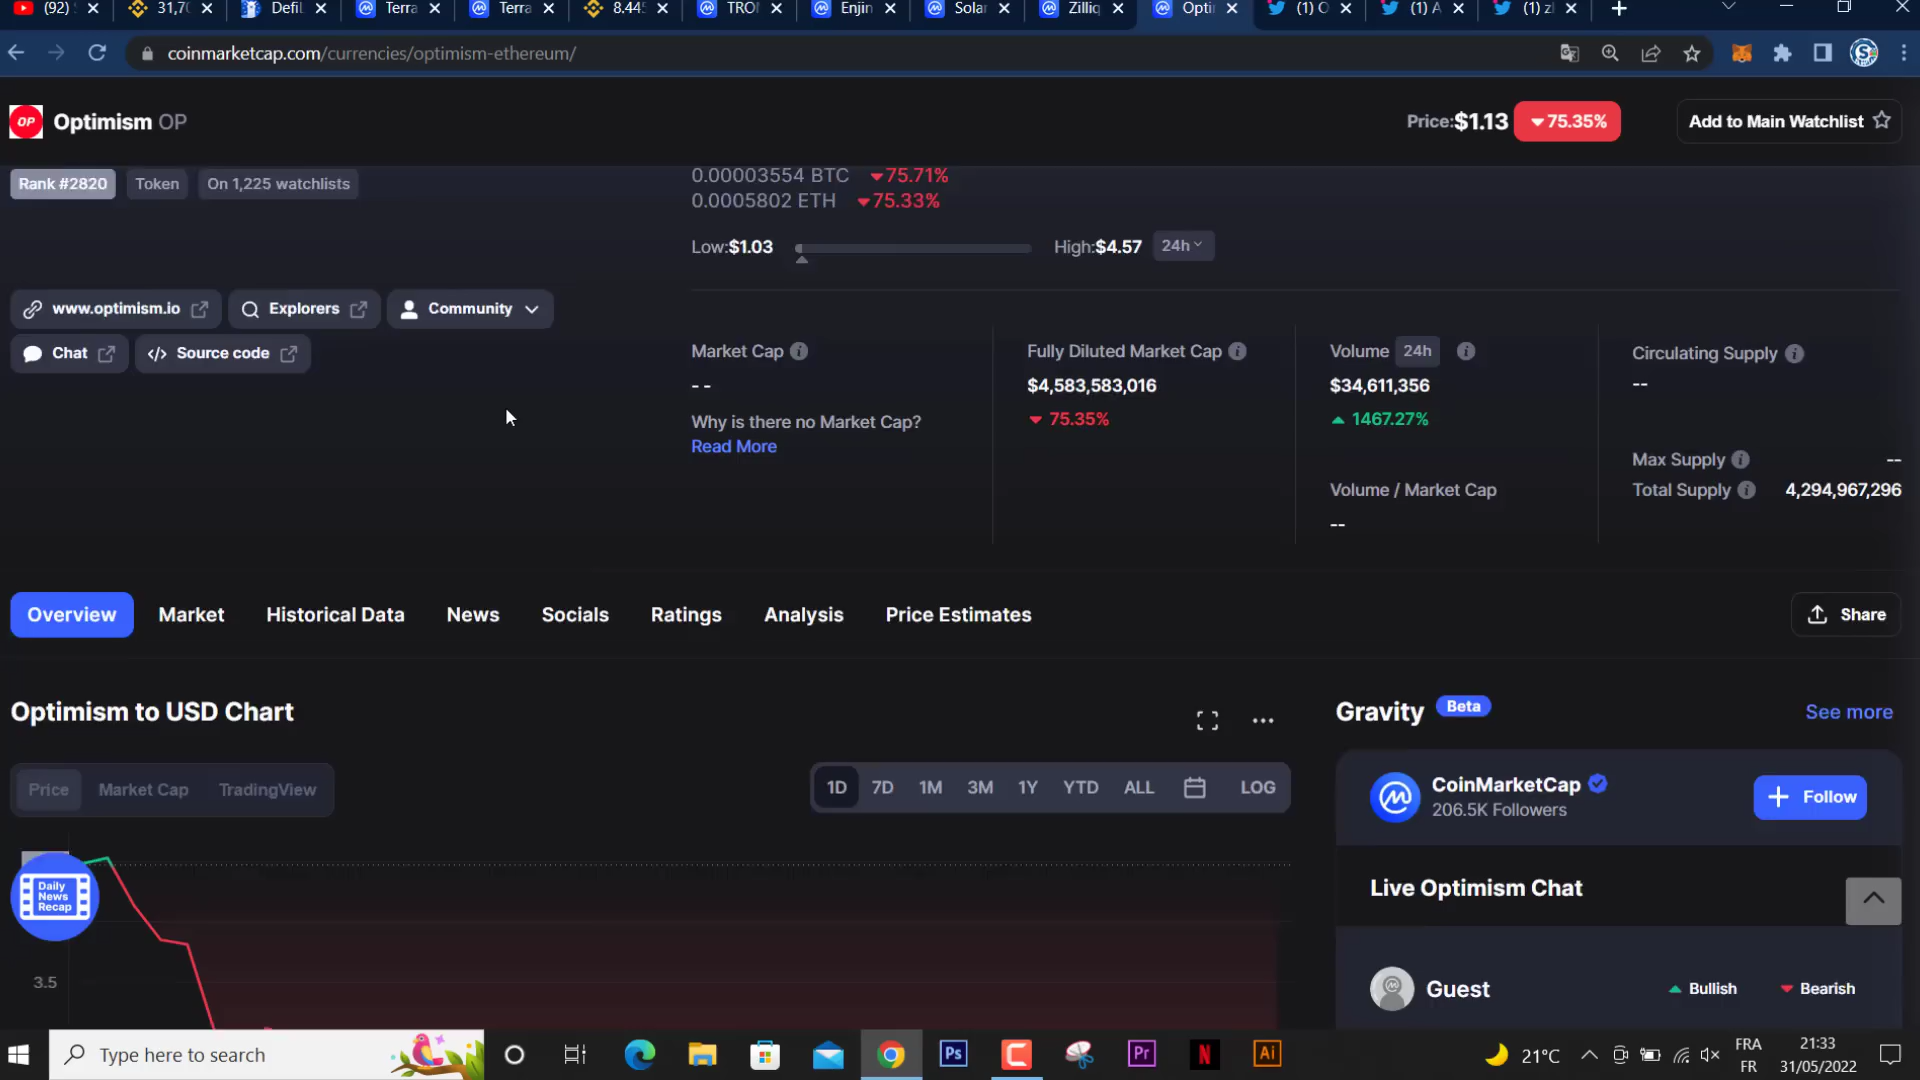 (92)
31,70
Defil
Terra
Terra
8.445
TRO
Enjin
Solar
Zilliq
Opti
(1) O
(1) A
(1) zl
coinmarketcap.com/currencies/optimism-ethereum/
OP Optimism OP
Price:$1.13 75.35%
Add to Main Watchlist
Rank #2820 Token On 1,225 watchlists
0.00003554 BTC 75.71%
0.0005802 ETH 75.33%
Low:$1.03 High:$4.57 24h
www.optimism.io Explorers Community
Chat Source code
Market Cap
- -
Why is there no Market Cap?
Read More
Fully Diluted Market Cap
$4,583,583,016
75.35%
Volume 24h
$34,611,356
1467.27%
Volume / Market Cap
--
Circulating Supply
--
Max Supply --
Total Supply 4,294,967,296
Overview Market Historical Data News Socials Ratings Analysis Price Estimates
Share
Optimism to USD Chart
Price Market Cap TradingView
1D 7D 1M 3M 1Y YTD ALL LOG
Daily
News
Recap
3.5
Gravity Beta See more
CoinMarketCap
206.5K Followers
Follow
Live Optimism Chat
Guest Bullish Bearish
Type here to search
Ps
Pr
N
Ai
21°C
FRA
FR
21:33
31/05/2022